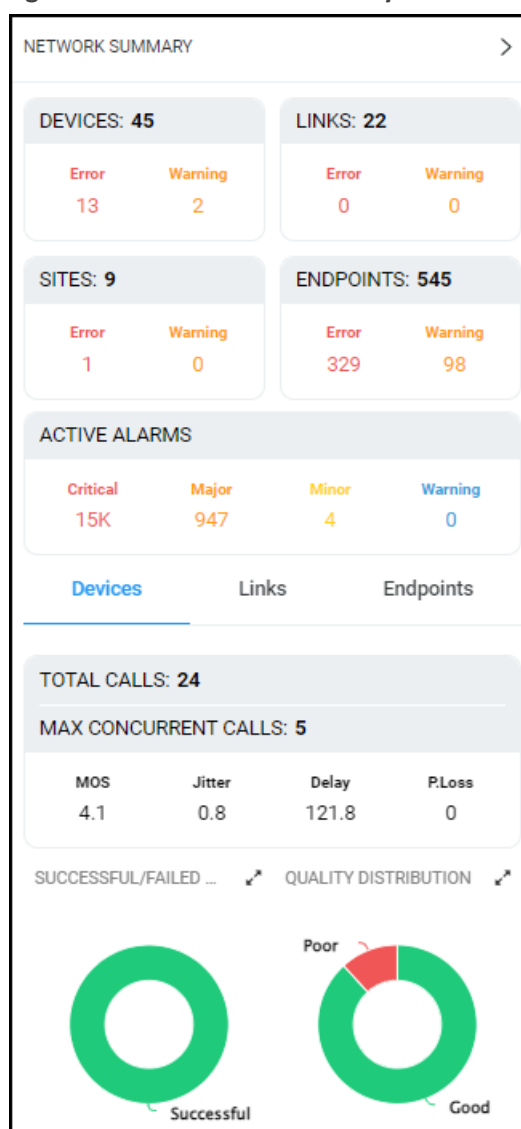 NETWORK SUMMARY
DEVICES: 45
Error Warning
13 2
LINKS: 22
Error Warning
0 0
SITES: 9
Error Warning
1 0
ENDPOINTS: 545
Error Warning
329 98
ACTIVE ALARMS
Critical Major Minor Warning
15K 947 4 0
Devices Links Endpoints
TOTAL CALLS: 24
MAX CONCURRENT CALLS: 5
MOS Jitter Delay P.Loss
4.1 0.8 121.8 0
SUCCESSFUL/FAILED ...
Successful
QUALITY DISTRIBUTION
Poor
Good